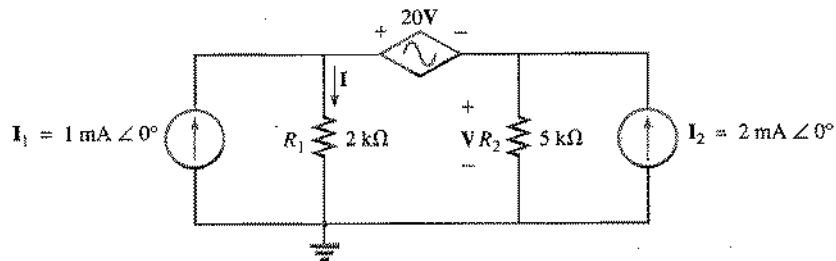 20V
+ −
I
I₁ = 1 mA ∠ 0°
R₁ 2 kΩ
+
V
−
R₂ 5 kΩ
I₂ = 2 mA ∠ 0°